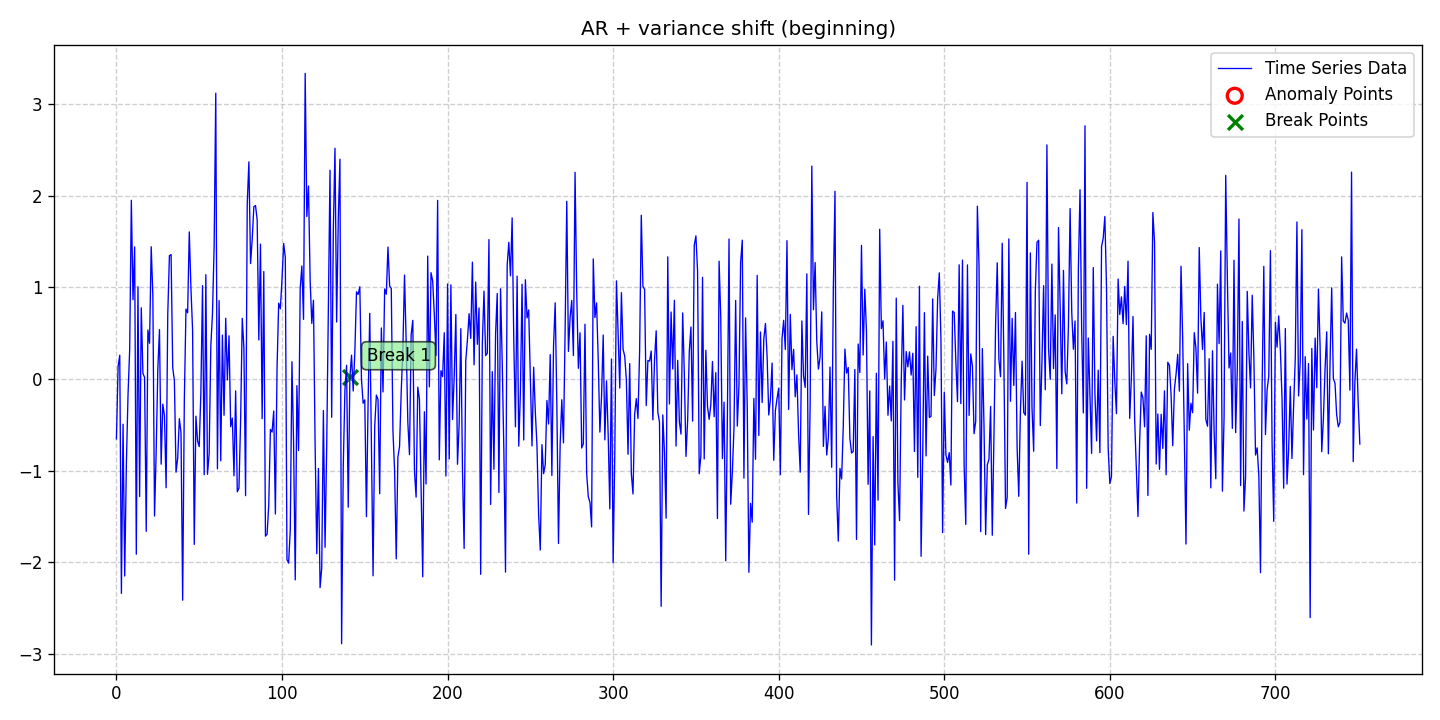 AR + variance shift (beginning)
Time Series Data
Anomaly Points
Break Points
Break 1
3
2
1
0
−1
−2
−3
0 100 200 300 400 500 600 700